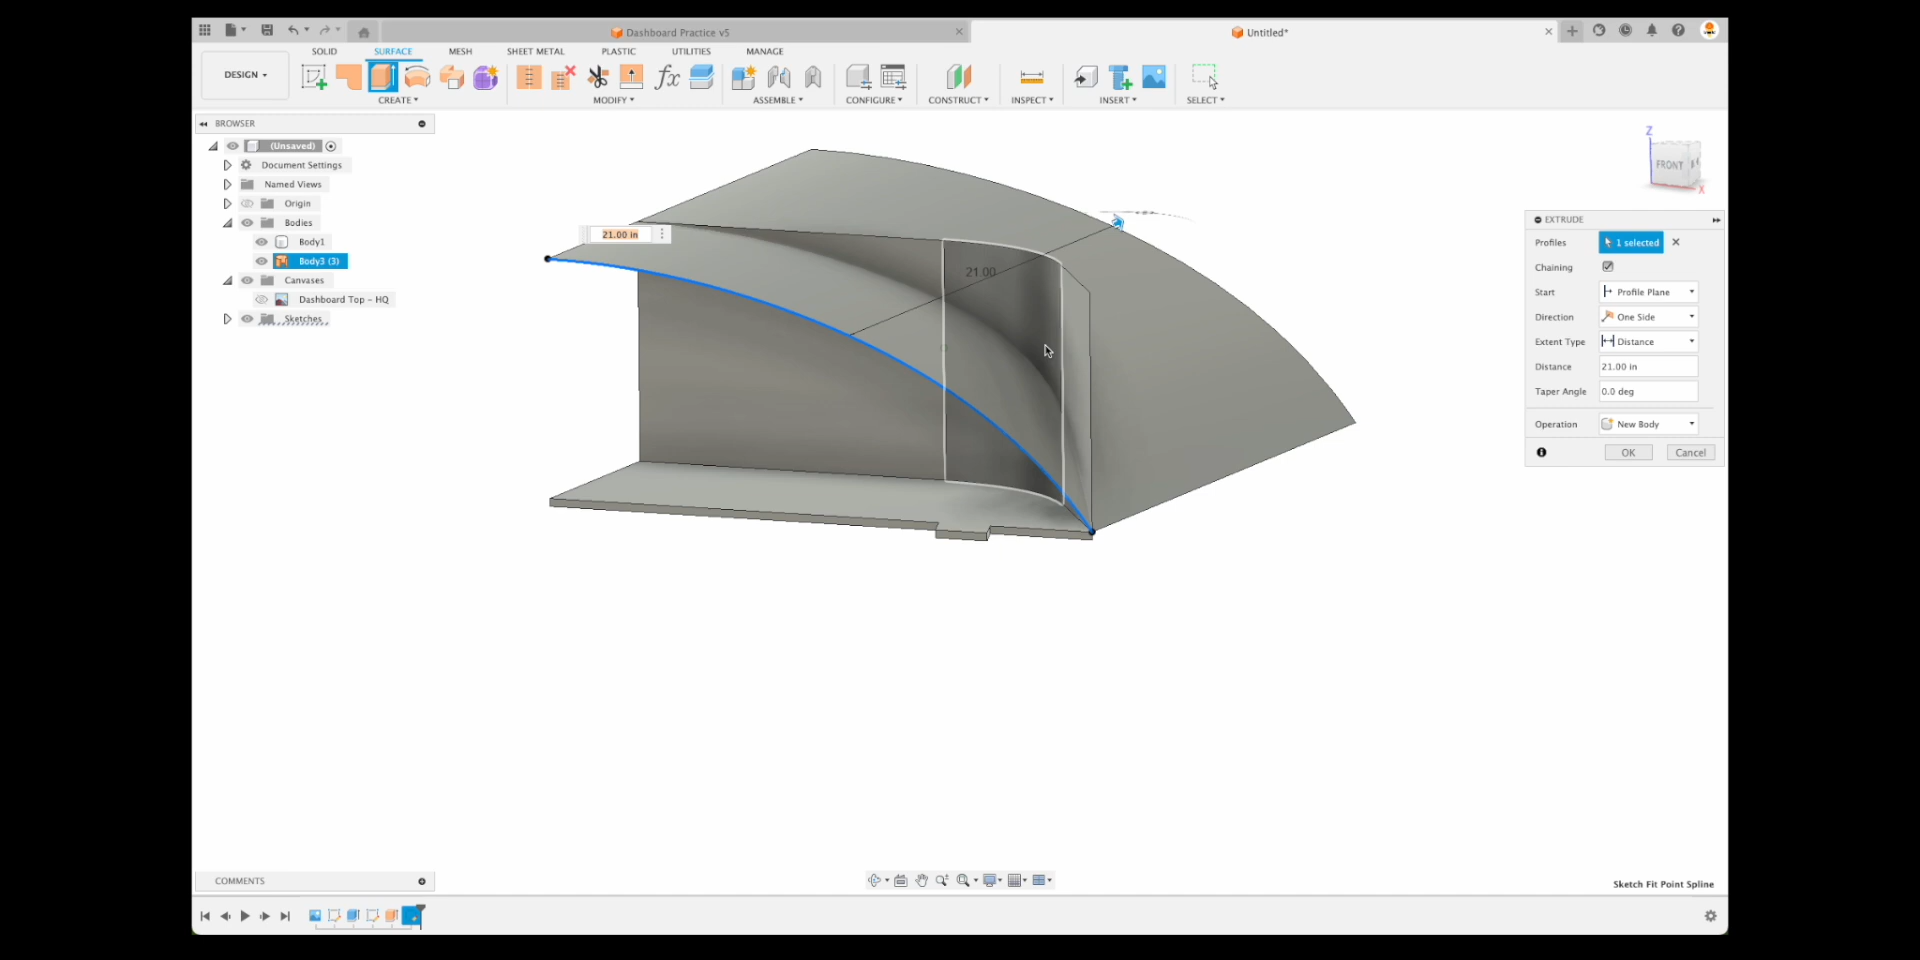 Dashboard Practice v5
Untitled*
DESIGN
SOLID
SURFACE
MESH
SHEET METAL
PLASTIC
UTILITIES
MANAGE
CREATE
MODIFY
ASSEMBLE
CONFIGURE
CONSTRUCT
INSPECT
INSERT
SELECT
BROWSER
(Unsaved)
Document Settings
Named Views
Origin
Bodies
Body1
Body3 (3)
Canvases
Dashboard Top - HQ
Sketches
21.00 in
21.00
Z
FRONT
X
EXTRUDE
Profiles 1 selected
Chaining
Start Profile Plane
Direction One Side
Extent Type Distance
Distance 21.00 in
Taper Angle 0.0 deg
Operation New Body
OK Cancel
COMMENTS
Sketch Fit Point Spline